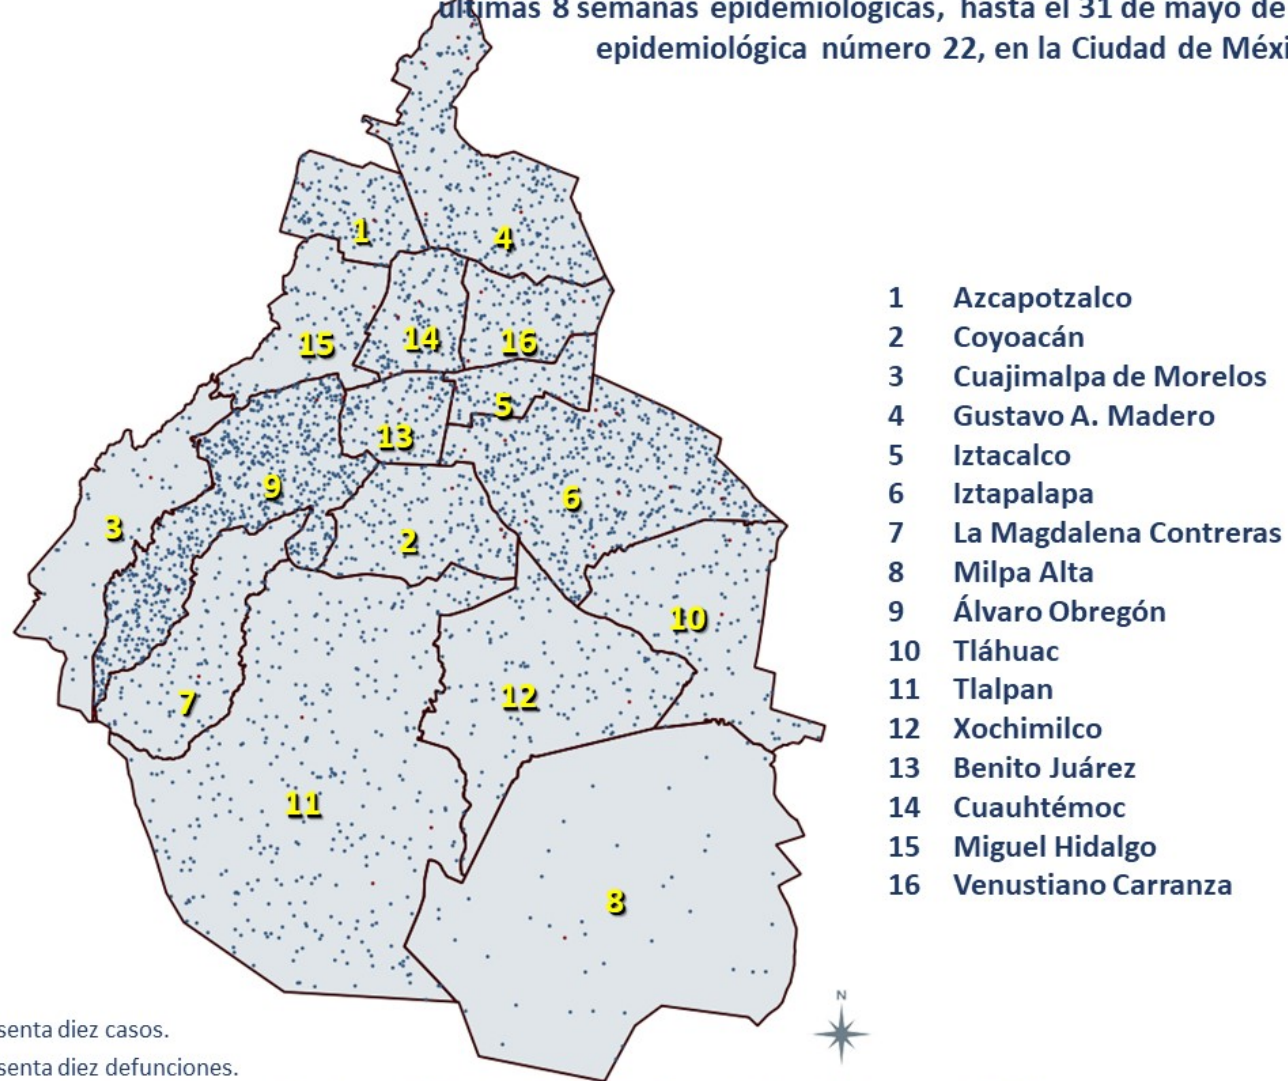 últimas 8 semanas epidemiológicas, hasta el 31 de mayo de
epidemiológica número 22, en la Ciudad de Méxi
1
4
15
14
16
5
13
9
6
3
2
10
7
12
11
8
1 Azcapotzalco
2 Coyoacán
3 Cuajimalpa de Morelos
4 Gustavo A. Madero
5 Iztacalco
6 Iztapalapa
7 La Magdalena Contreras
8 Milpa Alta
9 Álvaro Obregón
10 Tláhuac
11 Tlalpan
12 Xochimilco
13 Benito Juárez
14 Cuauhtémoc
15 Miguel Hidalgo
16 Venustiano Carranza
N
senta diez casos.
senta diez defunciones.